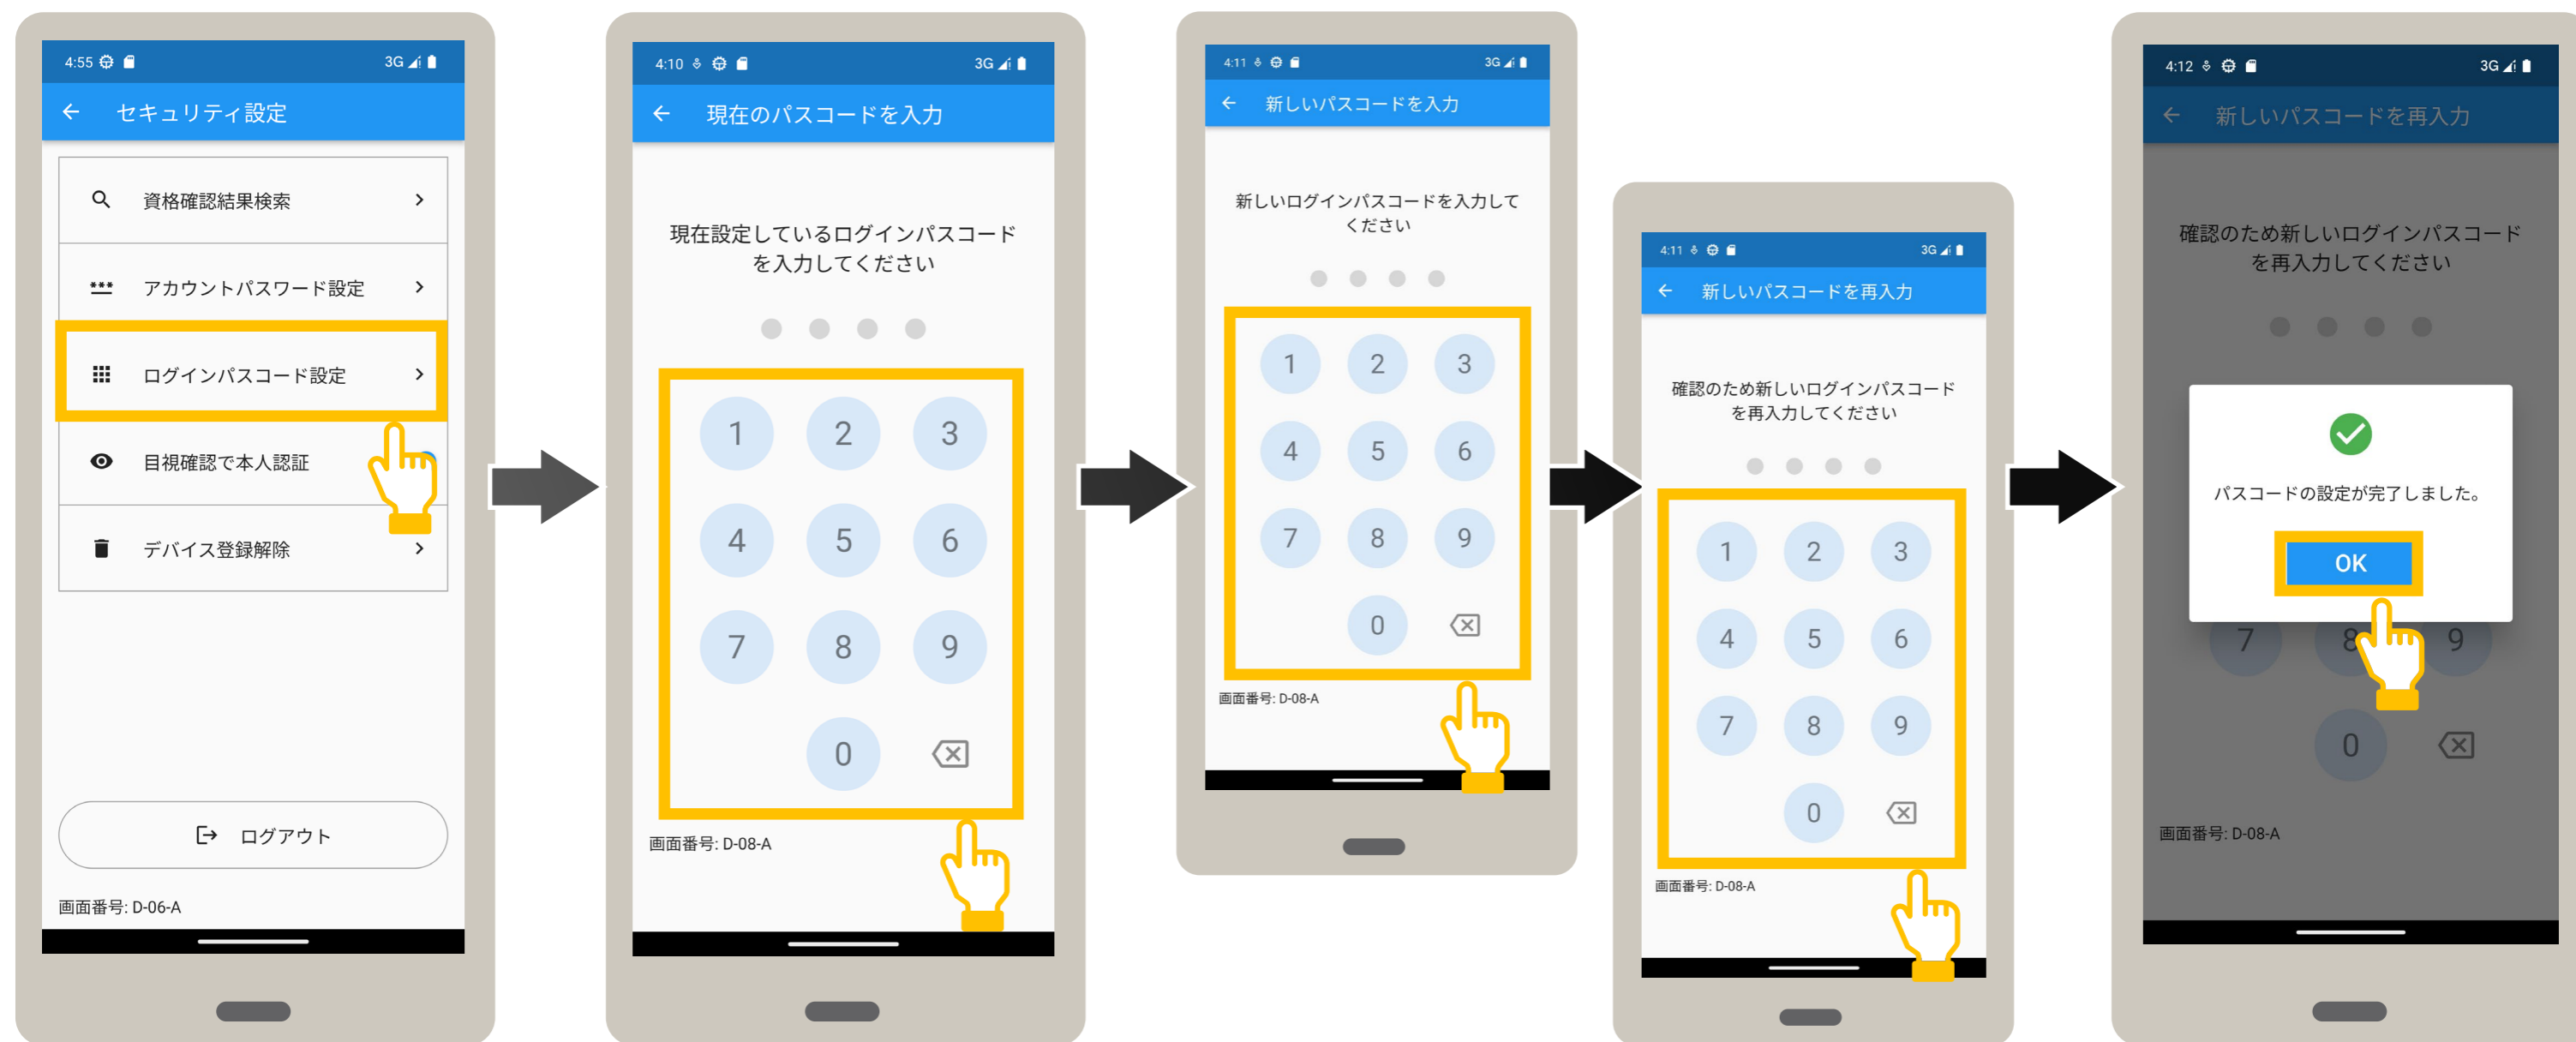 4:55
3G
セキュリティ設定
資格確認結果検索
アカウントパスワード設定
ログインパスコード設定
目視確認で本人認証
デバイス登録解除
ログアウト
画面番号: D-06-A
4:10
3G
現在のパスコードを入力
現在設定しているログインパスコード
を入力してください
1 2 3
4 5 6
7 8 9
0
画面番号: D-08-A
4:11
3G
新しいパスコードを入力
新しいログインパスコードを入力して
ください
1 2 3
4 5 6
7 8 9
0
画面番号: D-08-A
4:11
3G
新しいパスコードを再入力
確認のため新しいログインパスコード
を再入力してください
1 2 3
4 5 6
7 8 9
0
画面番号: D-08-A
4:12
3G
新しいパスコードを再入力
確認のため新しいログインパスコード
を再入力してください
パスコードの設定が完了しました。
OK
7 8 9
0
画面番号: D-08-A